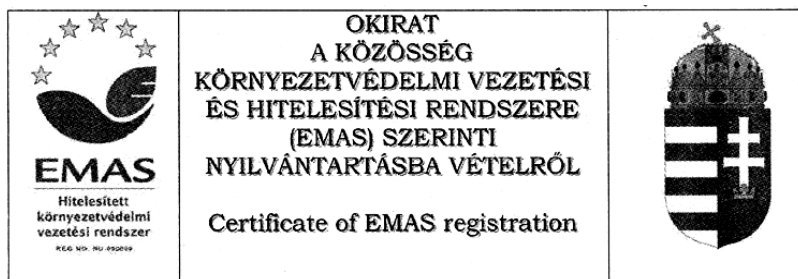 EMAS
Hitelesített
környezetvédelmi
vezetési rendszer
OKIRAT
A KÖZÖSSÉG
KÖRNYEZETVÉDELMI VEZETÉSI
ÉS HITELESÍTÉSI RENDSZERE
(EMAS) SZERINTI
NYILVÁNTARTÁSBA VÉTELRŐL
Certificate of EMAS registration